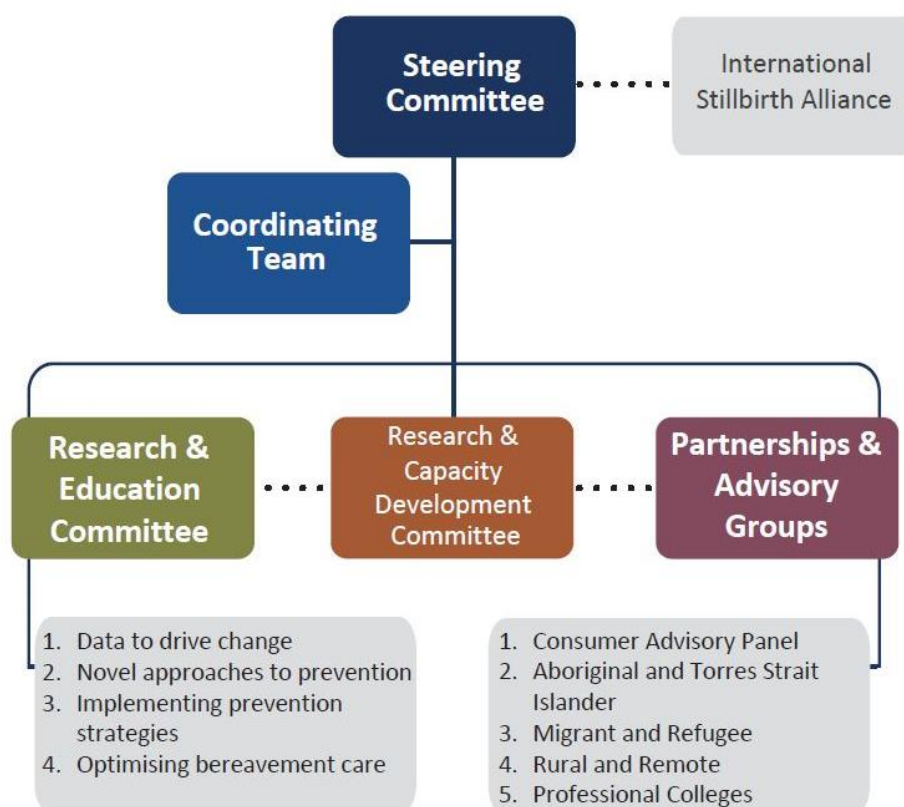 Steering
Committee
International
Stillbirth Alliance
Coordinating
Team
Research &
Education
Committee
Research &
Capacity
Development
Committee
Partnerships &
Advisory
Groups
1. Data to drive change
2. Novel approaches to prevention
3. Implementing prevention
strategies
4. Optimising bereavement care
1. Consumer Advisory Panel
2. Aboriginal and Torres Strait
Islander
3. Migrant and Refugee
4. Rural and Remote
5. Professional Colleges